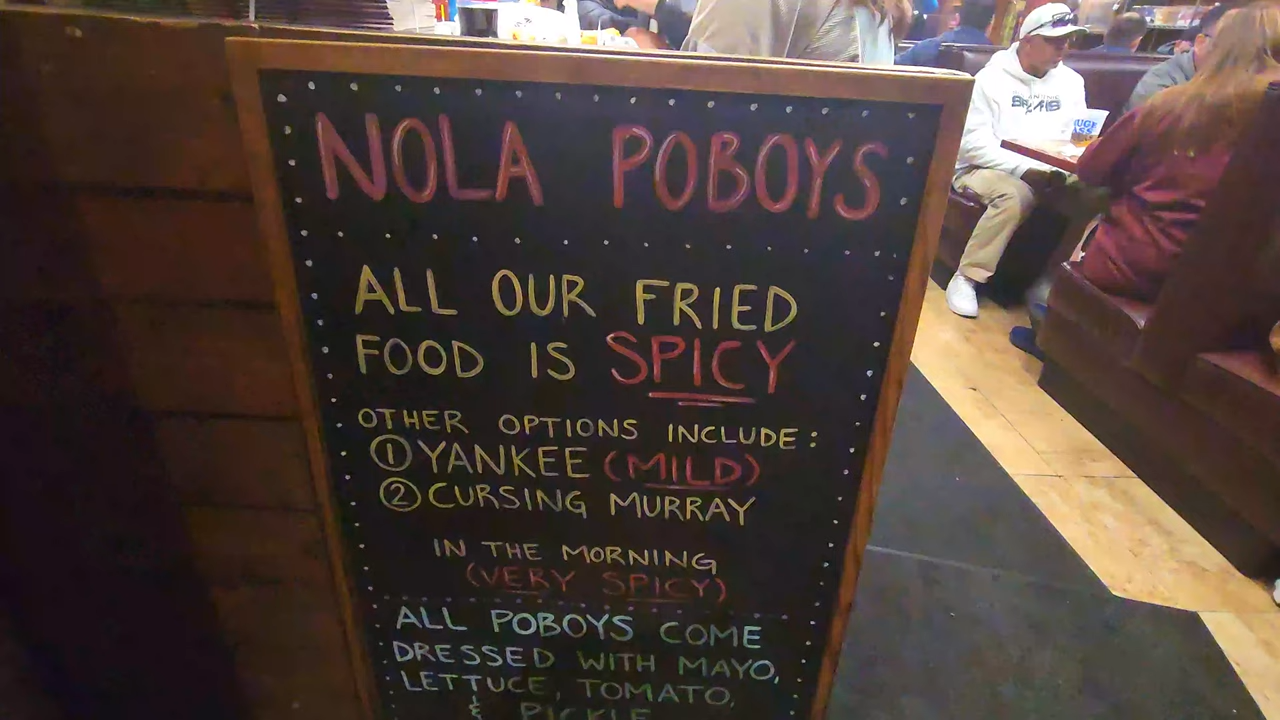 NOLA POBOYS
ALL OUR FRIED
FOOD IS SPICY
OTHER OPTIONS INCLUDE:
① YANKEE (MILD)
② CURSING MURRAY
IN THE MORNING
(VERY SPICY)
ALL POBOYS COME
DRESSED WITH MAYO,
LETTUCE, TOMATO,
& PICKLE